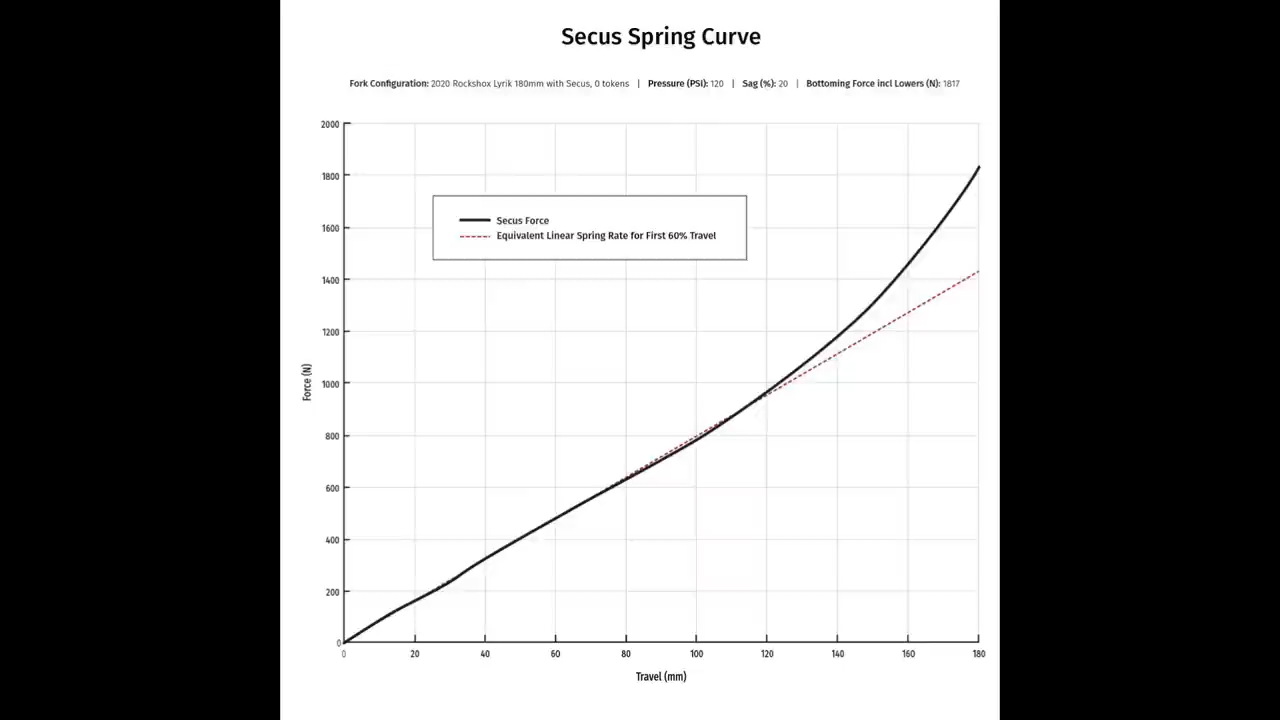 Secus Spring Curve
Fork Configuration: 2020 Rockshox Lyrik 180mm with Secus, 0 tokens | Pressure (PSI): 120 | Sag (%): 20 | Bottoming Force incl Lowers (N): 1817
2000
1800
1600
1400
1200
1000
800
600
400
200
0
Force (N)
Secus Force
Equivalent Linear Spring Rate for First 60% Travel
0 20 40 60 80 100 120 140 160 180
Travel (mm)